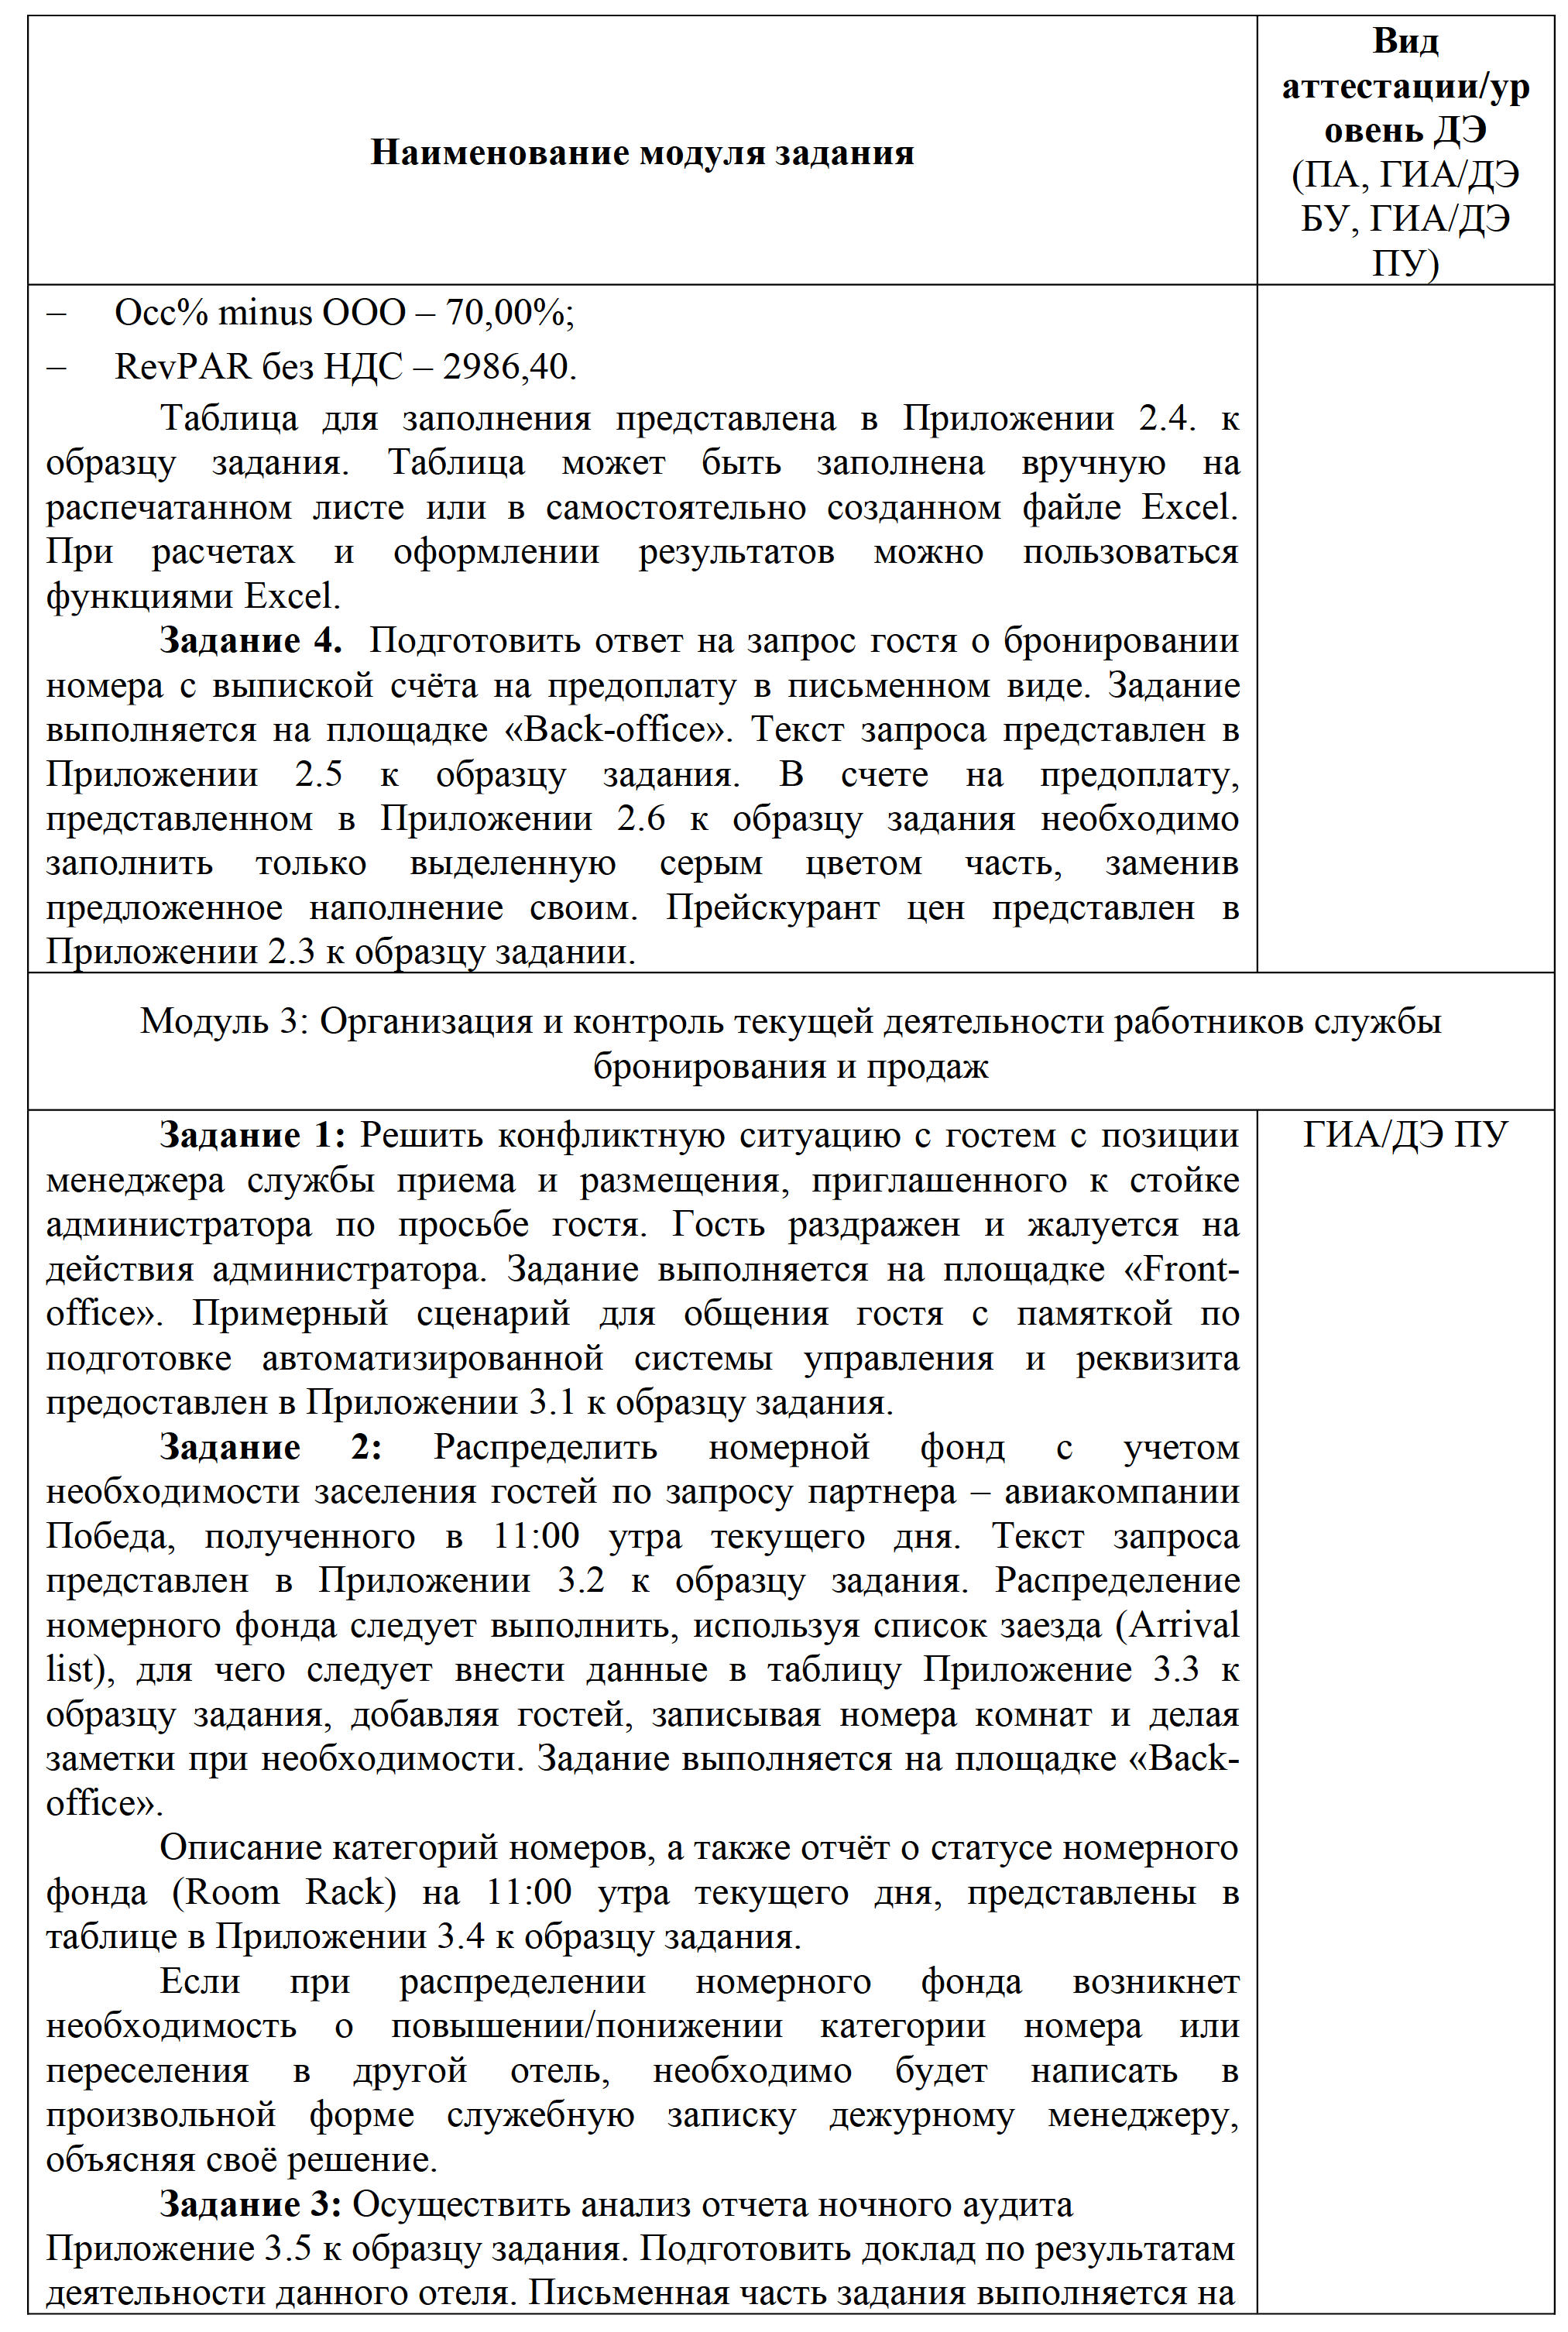 Наименование модуля задания
Вид
аттестации/ур
овень ДЭ
(ПА, ГИА/ДЭ
БУ, ГИА/ДЭ
ПУ)
– Occ% minus OOO – 70,00%;
– RevPAR без НДС – 2986,40.
Таблица для заполнения представлена в Приложении 2.4. к
образцу задания. Таблица может быть заполнена вручную на
распечатанном листе или в самостоятельно созданном файле Excel.
При расчетах и оформлении результатов можно пользоваться
функциями Excel.
Задание 4. Подготовить ответ на запрос гостя о бронировании
номера с выпиской счёта на предоплату в письменном виде. Задание
выполняется на площадке «Back-office». Текст запроса представлен в
Приложении 2.5 к образцу задания. В счете на предоплату,
представленном в Приложении 2.6 к образцу задания необходимо
заполнить только выделенную серым цветом часть, заменив
предложенное наполнение своим. Прейскурант цен представлен в
Приложении 2.3 к образцу задании.
Модуль 3: Организация и контроль текущей деятельности работников службы
бронирования и продаж
Задание 1: Решить конфликтную ситуацию с гостем с позиции
менеджера службы приема и размещения, приглашенного к стойке
администратора по просьбе гостя. Гость раздражен и жалуется на
действия администратора. Задание выполняется на площадке «Front-
office». Примерный сценарий для общения гостя с памяткой по
подготовке автоматизированной системы управления и реквизита
предоставлен в Приложении 3.1 к образцу задания.
ГИА/ДЭ ПУ
Задание 2: Распределить номерной фонд с учетом
необходимости заселения гостей по запросу партнера – авиакомпании
Победа, полученного в 11:00 утра текущего дня. Текст запроса
представлен в Приложении 3.2 к образцу задания. Распределение
номерного фонда следует выполнить, используя список заезда (Arrival
list), для чего следует внести данные в таблицу Приложение 3.3 к
образцу задания, добавляя гостей, записывая номера комнат и делая
заметки при необходимости. Задание выполняется на площадке «Back-
office».
Описание категорий номеров, а также отчёт о статусе номерного
фонда (Room Rack) на 11:00 утра текущего дня, представлены в
таблице в Приложении 3.4 к образцу задания.
Если при распределении номерного фонда возникнет
необходимость о повышении/понижении категории номера или
переселения в другой отель, необходимо будет написать в
произвольной форме служебную записку дежурному менеджеру,
объясняя своё решение.
Задание 3: Осуществить анализ отчета ночного аудита
Приложение 3.5 к образцу задания. Подготовить доклад по результатам
деятельности данного отеля. Письменная часть задания выполняется на